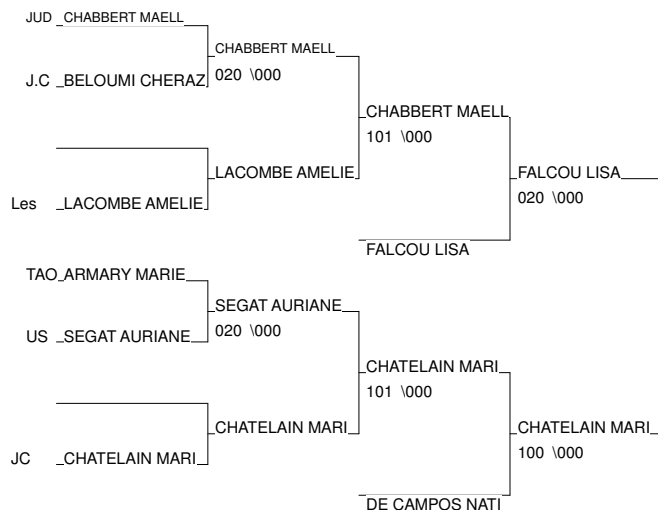 JUD CHABBERT MAELL
CHABBERT MAELL
J.C BELOUMI CHERAZ
020 \000
CHABBERT MAELL
101 \000
LACOMBE AMELIE
FALCOU LISA
020 \000
Les LACOMBE AMELIE
FALCOU LISA
TAO ARMARY MARIE
SEGAT AURIANE
020 \000
US SEGAT AURIANE
CHATELAIN MARI
101 \000
CHATELAIN MARI
CHATELAIN MARI
100 \000
JC CHATELAIN MARI
DE CAMPOS NATI